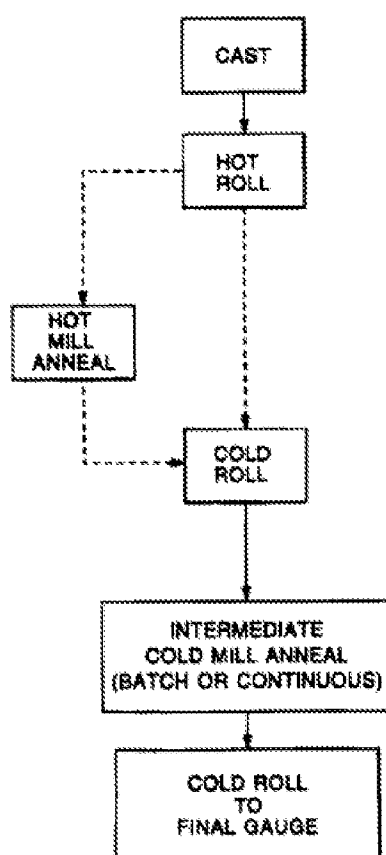 CAST
HOT
ROLL
HOT
MILL
ANNEAL
COLD
ROLL
INTERMEDIATE
COLD MILL ANNEAL
(BATCH OR CONTINUOUS)
COLD ROLL
TO
FINAL GAUGE